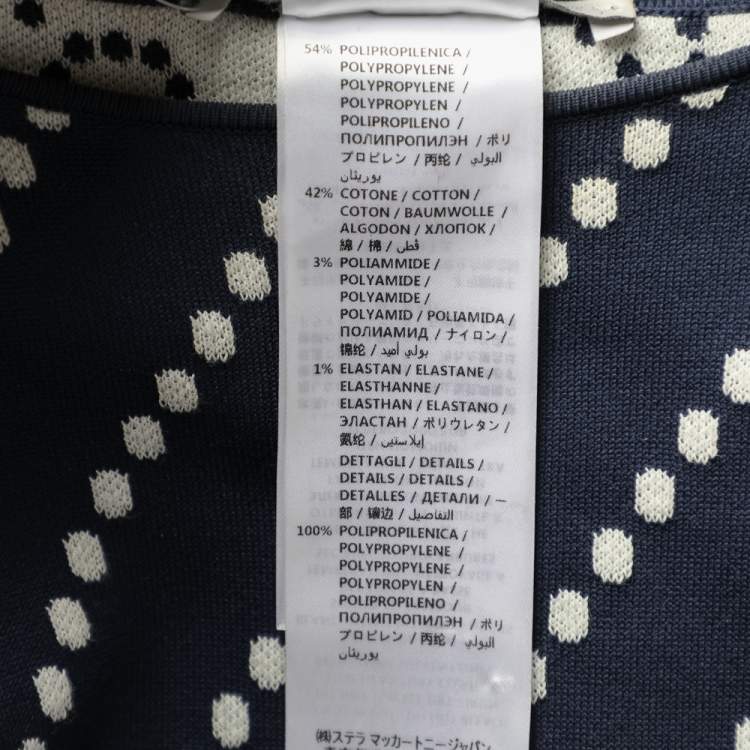 54% POLIPROPILENICA /
POLYPROPYLENE /
POLYPROPYLENE /
POLYPROPYLEN /
POLIPROPILENO /
ПОЛИПРОПИЛЭН / ポリ
プロピレン / 丙纶 / البولي
يوريثان
42% COTONE / COTTON /
COTON / BAUMWOLLE /
ALGODON / ХЛОПОК /
綿 / 棉 / قطن
3% POLIAMMIDE /
POLYAMIDE /
POLYAMIDE /
POLYAMID / POLIAMIDA /
ПОЛИАМИД / ナイロン /
锦纶 / بولي أميد
1% ELASTAN / ELASTANE /
ELASTHANNE /
ELASTHAN / ELASTANO /
ЭЛАСТАН / ポリウレタン /
氨纶 / إيلاستين
DETTAGLI / DETAILS /
DETAILS / DETAILS /
DETALLES / ДЕТАЛИ / 一
部 / 镶边 / التفاصيل
100% POLIPROPILENICA /
POLYPROPYLENE /
POLYPROPYLENE /
POLYPROPYLEN /
POLIPROPILENO /
ПОЛИПРОПИЛЭН / ポリ
プロピレン / 丙纶 / البولي
يوريثان
㈱ステラ マッカートニージャパン